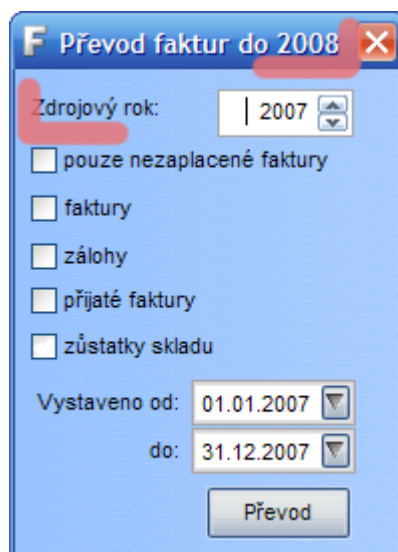 F Převod faktur do 2008
Zdrojový rok: 2007
pouze nezaplacené faktury
faktury
zálohy
přijaté faktury
zůstatky skladu
Vystaveno od: 01.01.2007
do: 31.12.2007
Převod